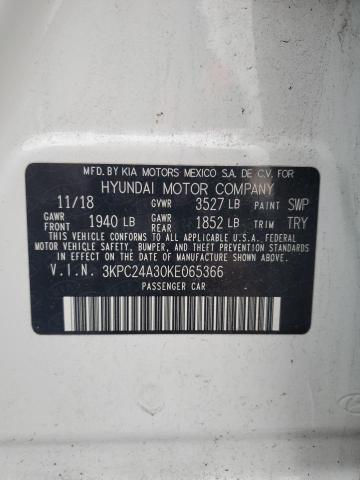 MFD. BY KIA MOTORS MEXICO S.A. DE C.V. FOR
HYUNDAI MOTOR COMPANY
11/18 GVWR 3527 LB PAINT SWP
GAWR FRONT 1940 LB GAWR REAR 1852 LB TRIM TRY
THIS VEHICLE CONFORMS TO ALL APPLICABLE U.S. FEDERAL
MOTOR VEHICLE SAFETY, BUMPER, AND THEFT PREVENTION
STANDARDS IN EFFECT ON THE DATE OF MANUFACTURE SHOWN ABOVE.
V.I.N. 3KPC24A30KE065366
PASSENGER CAR